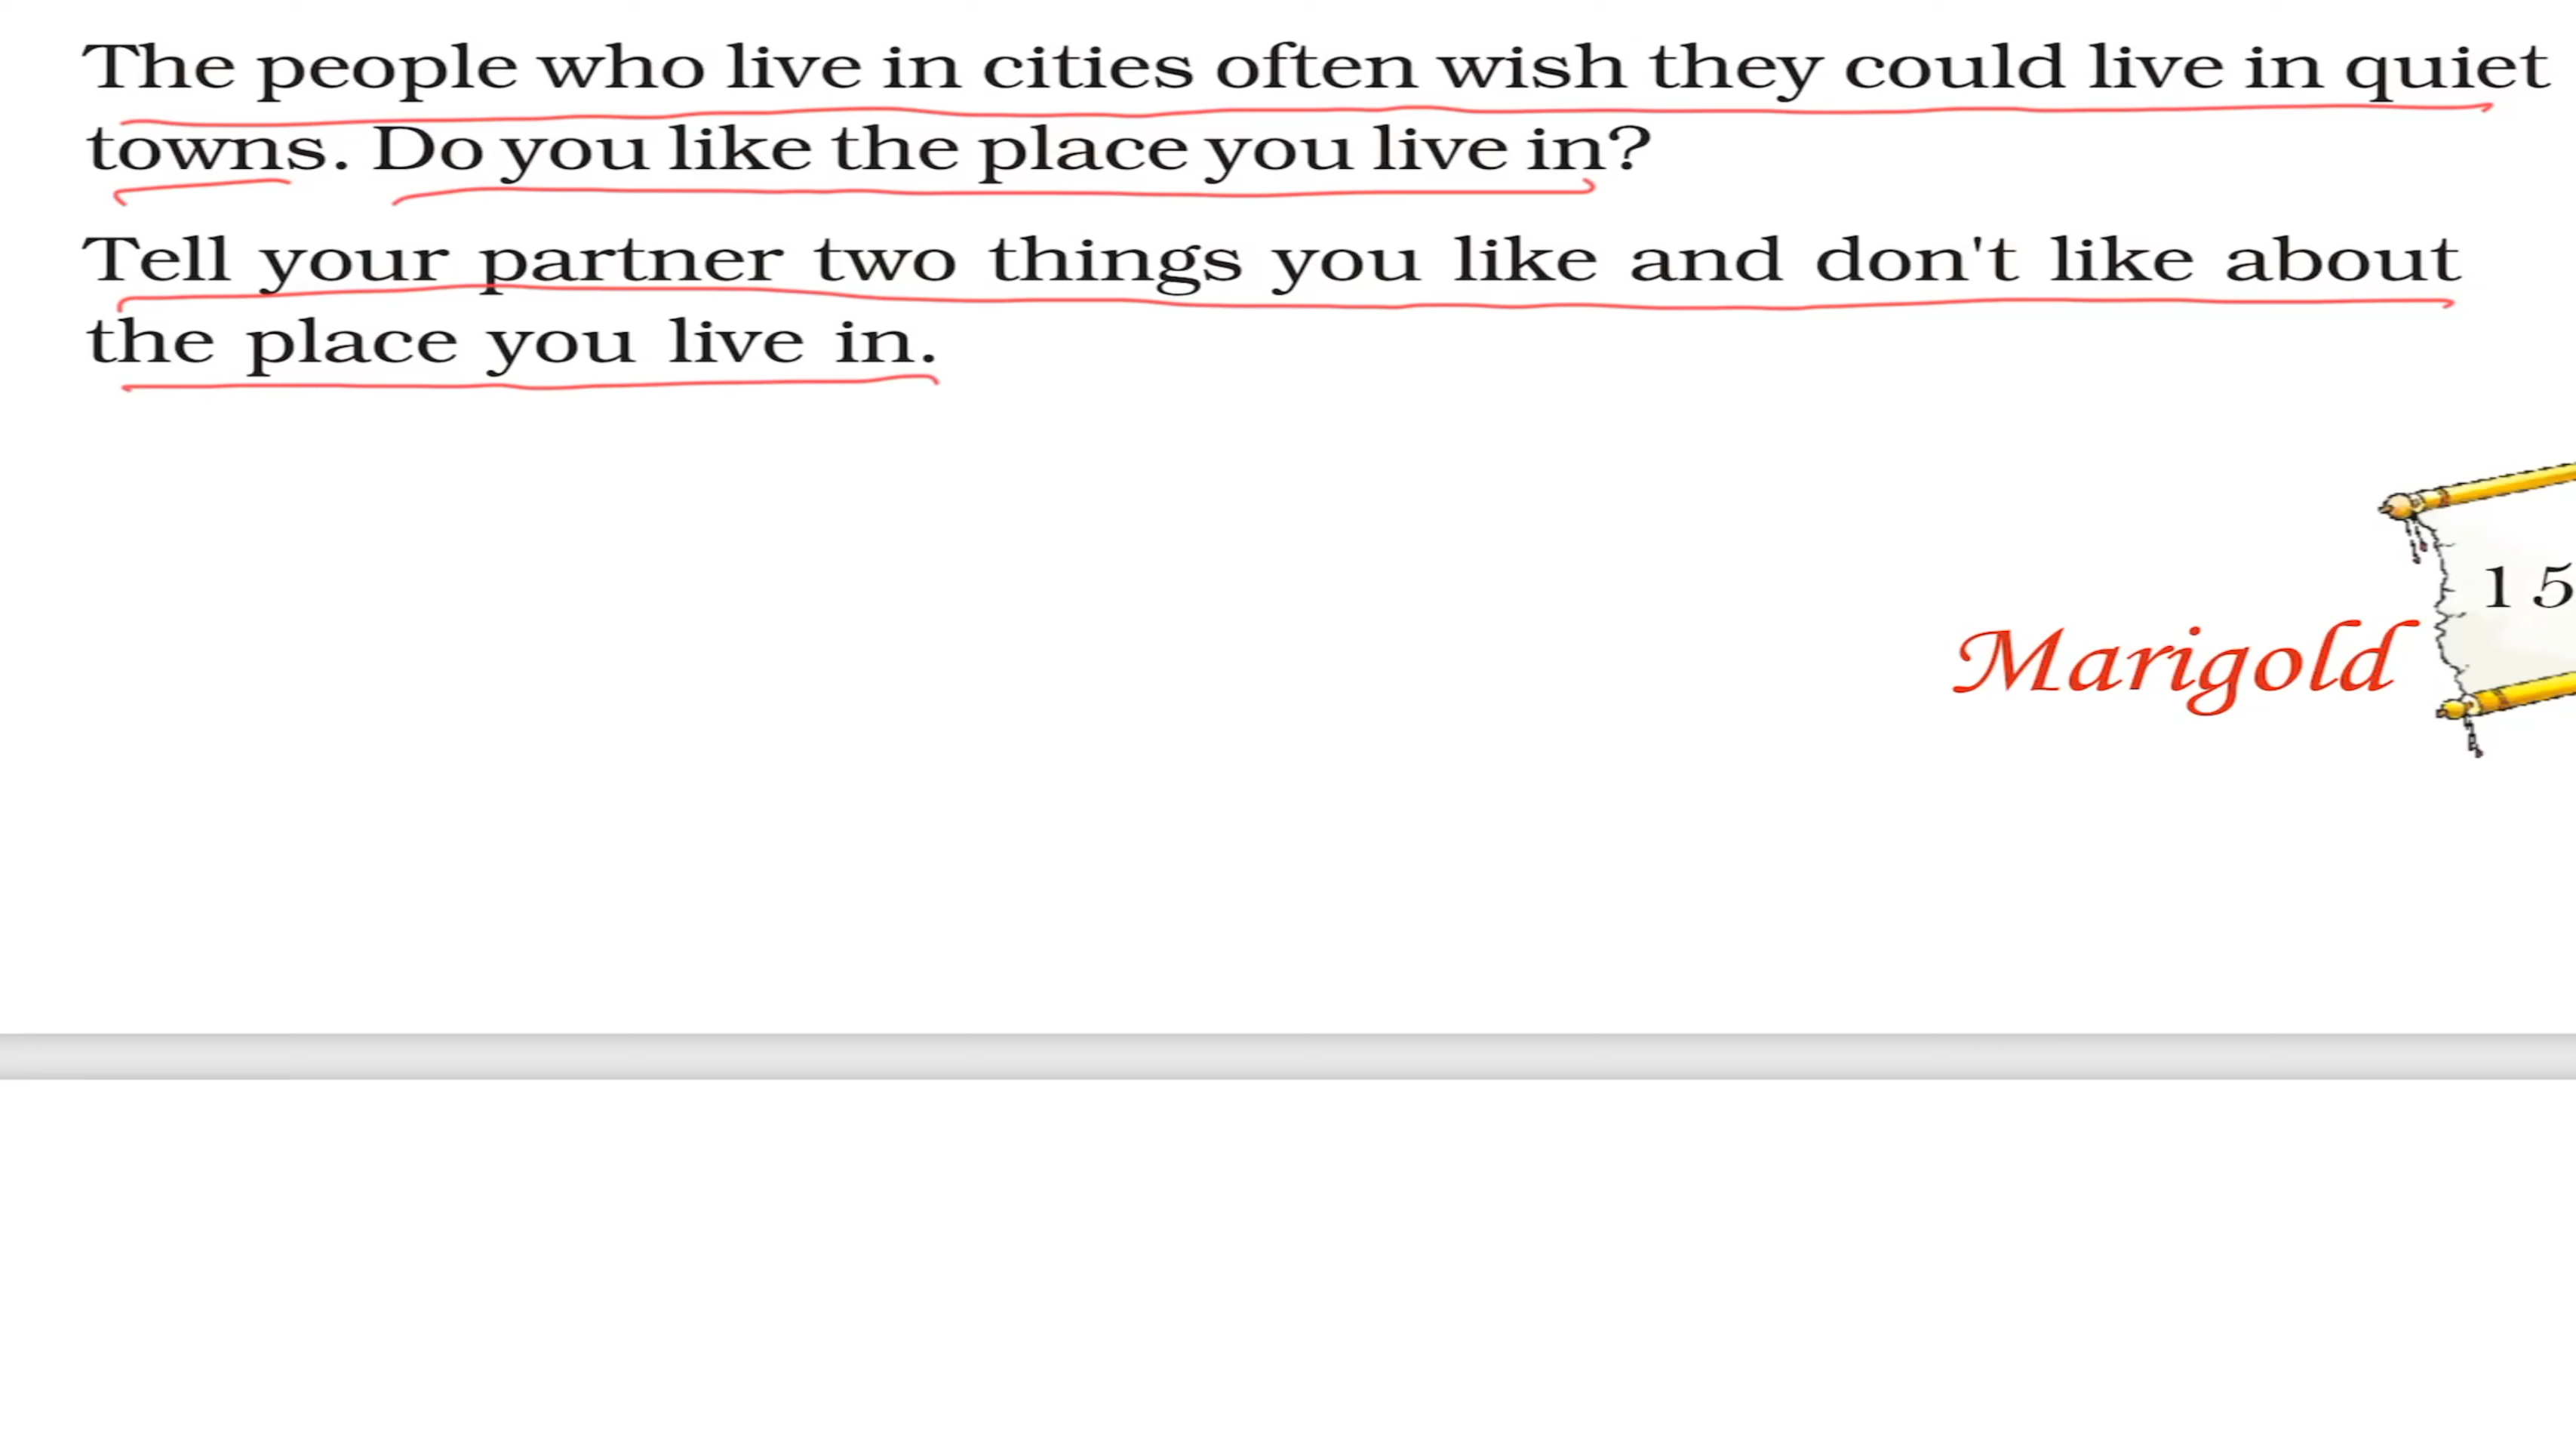 The people who live in cities often wish they could live in quiet
towns. Do you like the place you live in?
Tell your partner two things you like and don't like about
the place you live in.
15
Marigold